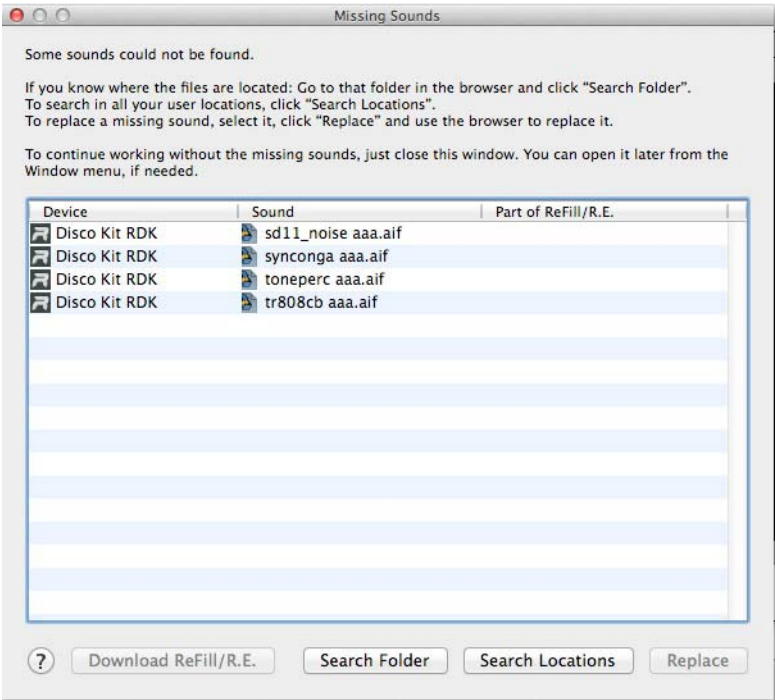 Missing Sounds
Some sounds could not be found.
If you know where the files are located: Go to that folder in the browser and click “Search Folder”.
To search in all your user locations, click “Search Locations”.
To replace a missing sound, select it, click “Replace” and use the browser to replace it.
To continue working without the missing sounds, just close this window. You can open it later from the
Window menu, if needed.
Device Sound Part of ReFill/R.E.
Disco Kit RDK sd11_noise aaa.aif
Disco Kit RDK synconga aaa.aif
Disco Kit RDK toneperc aaa.aif
Disco Kit RDK tr808cb aaa.aif
? Download ReFill/R.E. Search Folder Search Locations Replace